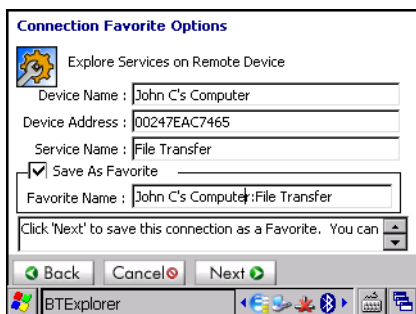 Connection Favorite Options
Explore Services on Remote Device
Device Name : John C's Computer
Device Address : 00247EAC7465
Service Name : File Transfer
Save As Favorite
Favorite Name : John C's Computer:File Transfer
Click 'Next' to save this connection as a Favorite. You can
Back Cancel Next
BTExplorer